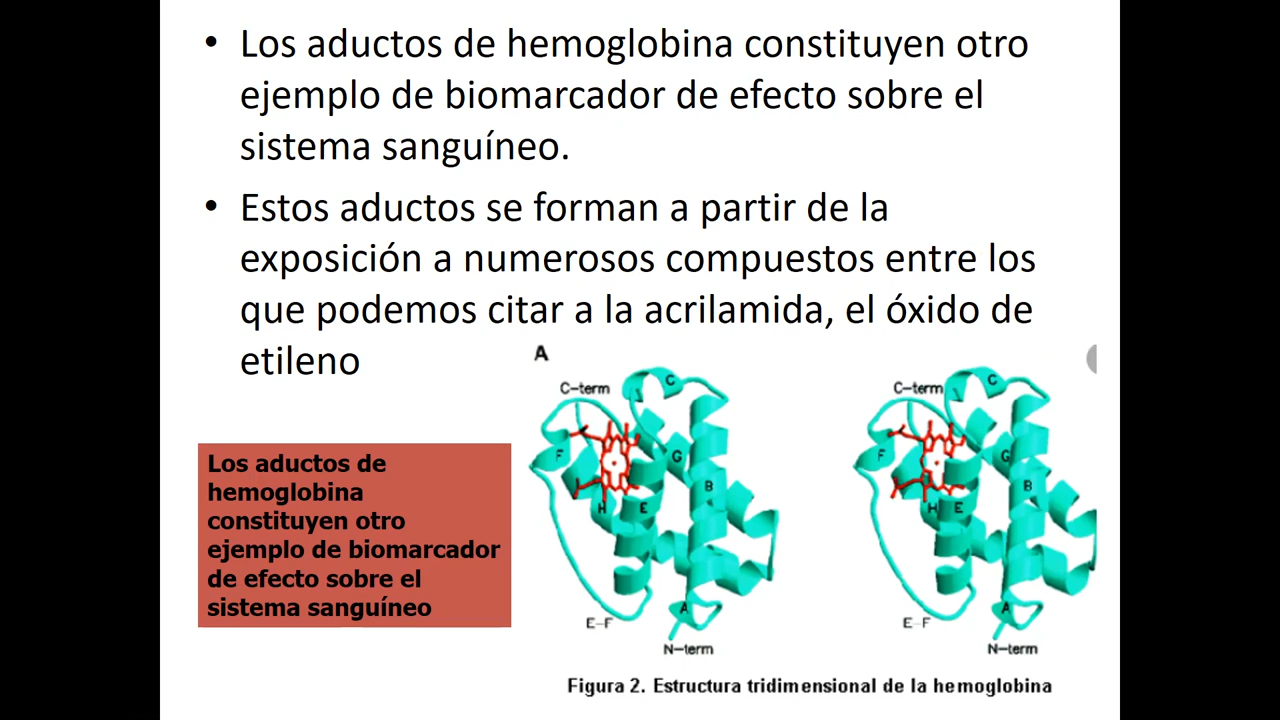 • Los aductos de hemoglobina constituyen otro
ejemplo de biomarcador de efecto sobre el
sistema sanguíneo.
• Estos aductos se forman a partir de la
exposición a numerosos compuestos entre los
que podemos citar a la acrilamida, el óxido de
etileno
Los aductos de
hemoglobina
constituyen otro
ejemplo de biomarcador
de efecto sobre el
sistema sanguíneo
A
C-term
C
F
G
B
H
E
A
E-F
N-term
C-term
C
F
G
B
H
E
A
E-F
N-term
Figura 2. Estructura tridimensional de la hemoglobina